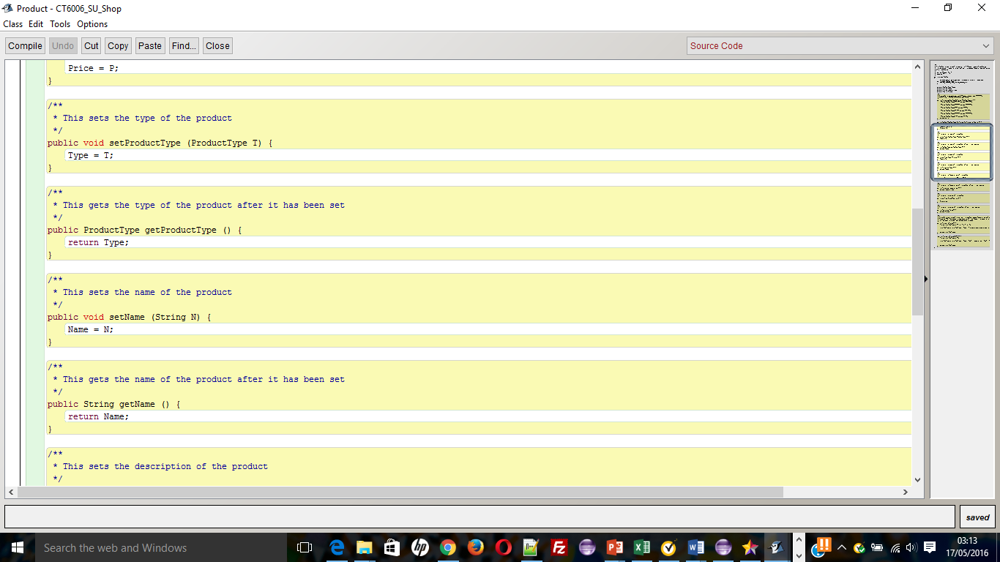 Product - CT6006_SU_Shop
Class Edit Tools Options
Compile Undo Cut Copy Paste Find... Close Source Code
Price = P;
}
/**
* This sets the type of the product
*/
public void setProductType (ProductType T) {
Type = T;
}
/**
* This gets the type of the product after it has been set
*/
public ProductType getProductType () {
return Type;
}
/**
* This sets the name of the product
*/
public void setName (String N) {
Name = N;
}
/**
* This gets the name of the product after it has been set
*/
public String getName () {
return Name;
}
/**
* This sets the description of the product
*/
saved
Search the web and Windows
03:13
17/05/2016